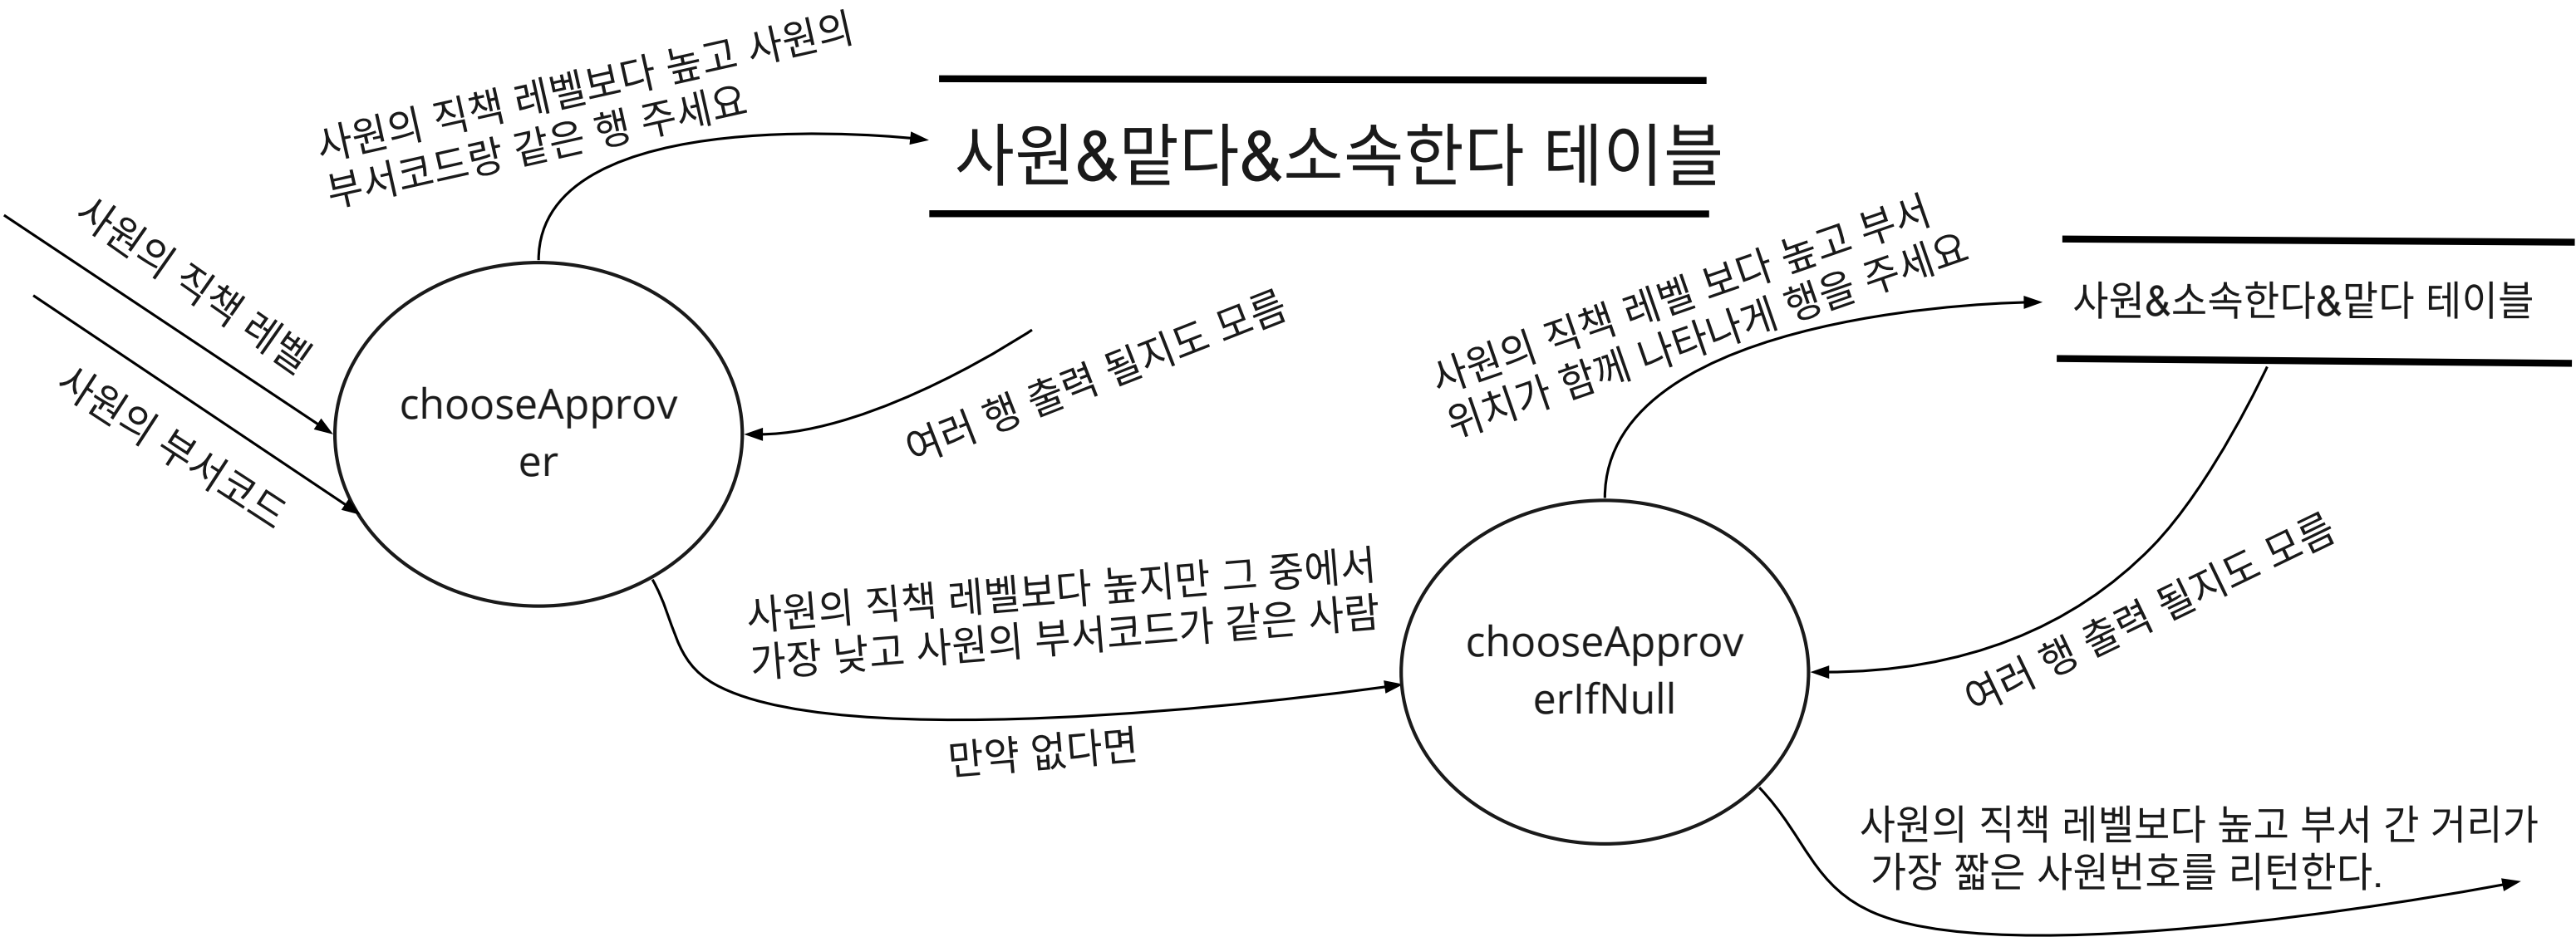 사원의 직책 레벨보다 높고 사원의
부서코드랑 같은 행 주세요
사원&맡다&소속한다 테이블
사원의 직책 레벨
사원의 부서코드
chooseApprov
er
여러 행 출력 될지도 모름
사원의 직책 레벨 보다 높고 부서
위치가 함께 나타나게 행을 주세요
사원&소속한다&맡다 테이블
사원의 직책 레벨보다 높지만 그 중에서
가장 낮고 사원의 부서코드가 같은 사람
만약 없다면
chooseApprov
erIfNull
여러 행 출력 될지도 모름
사원의 직책 레벨보다 높고 부서 간 거리가
가장 짧은 사원번호를 리턴한다.